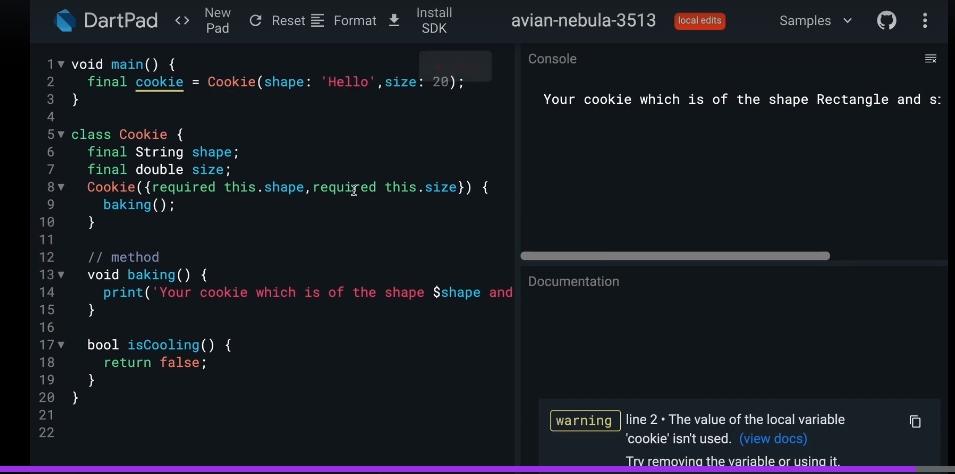 DartPad
<>
New Pad
Reset
Format
Install SDK
avian-nebula-3513
local edits
Samples
1 void main() {
2 final cookie = Cookie(shape: 'Hello',size: 20);
3 }
4
5 class Cookie {
6 final String shape;
7 final double size;
8 Cookie({required this.shape,required this.size}) {
9 baking();
10 }
11
12 // method
13 void baking() {
14 print('Your cookie which is of the shape $shape and
15 }
16
17 bool isCooling() {
18 return false;
19 }
20 }
21
22
Console
Your cookie which is of the shape Rectangle and
Documentation
warning line 2 • The value of the local variable
'cookie' isn't used. (view docs)
Try removing the variable or using it.